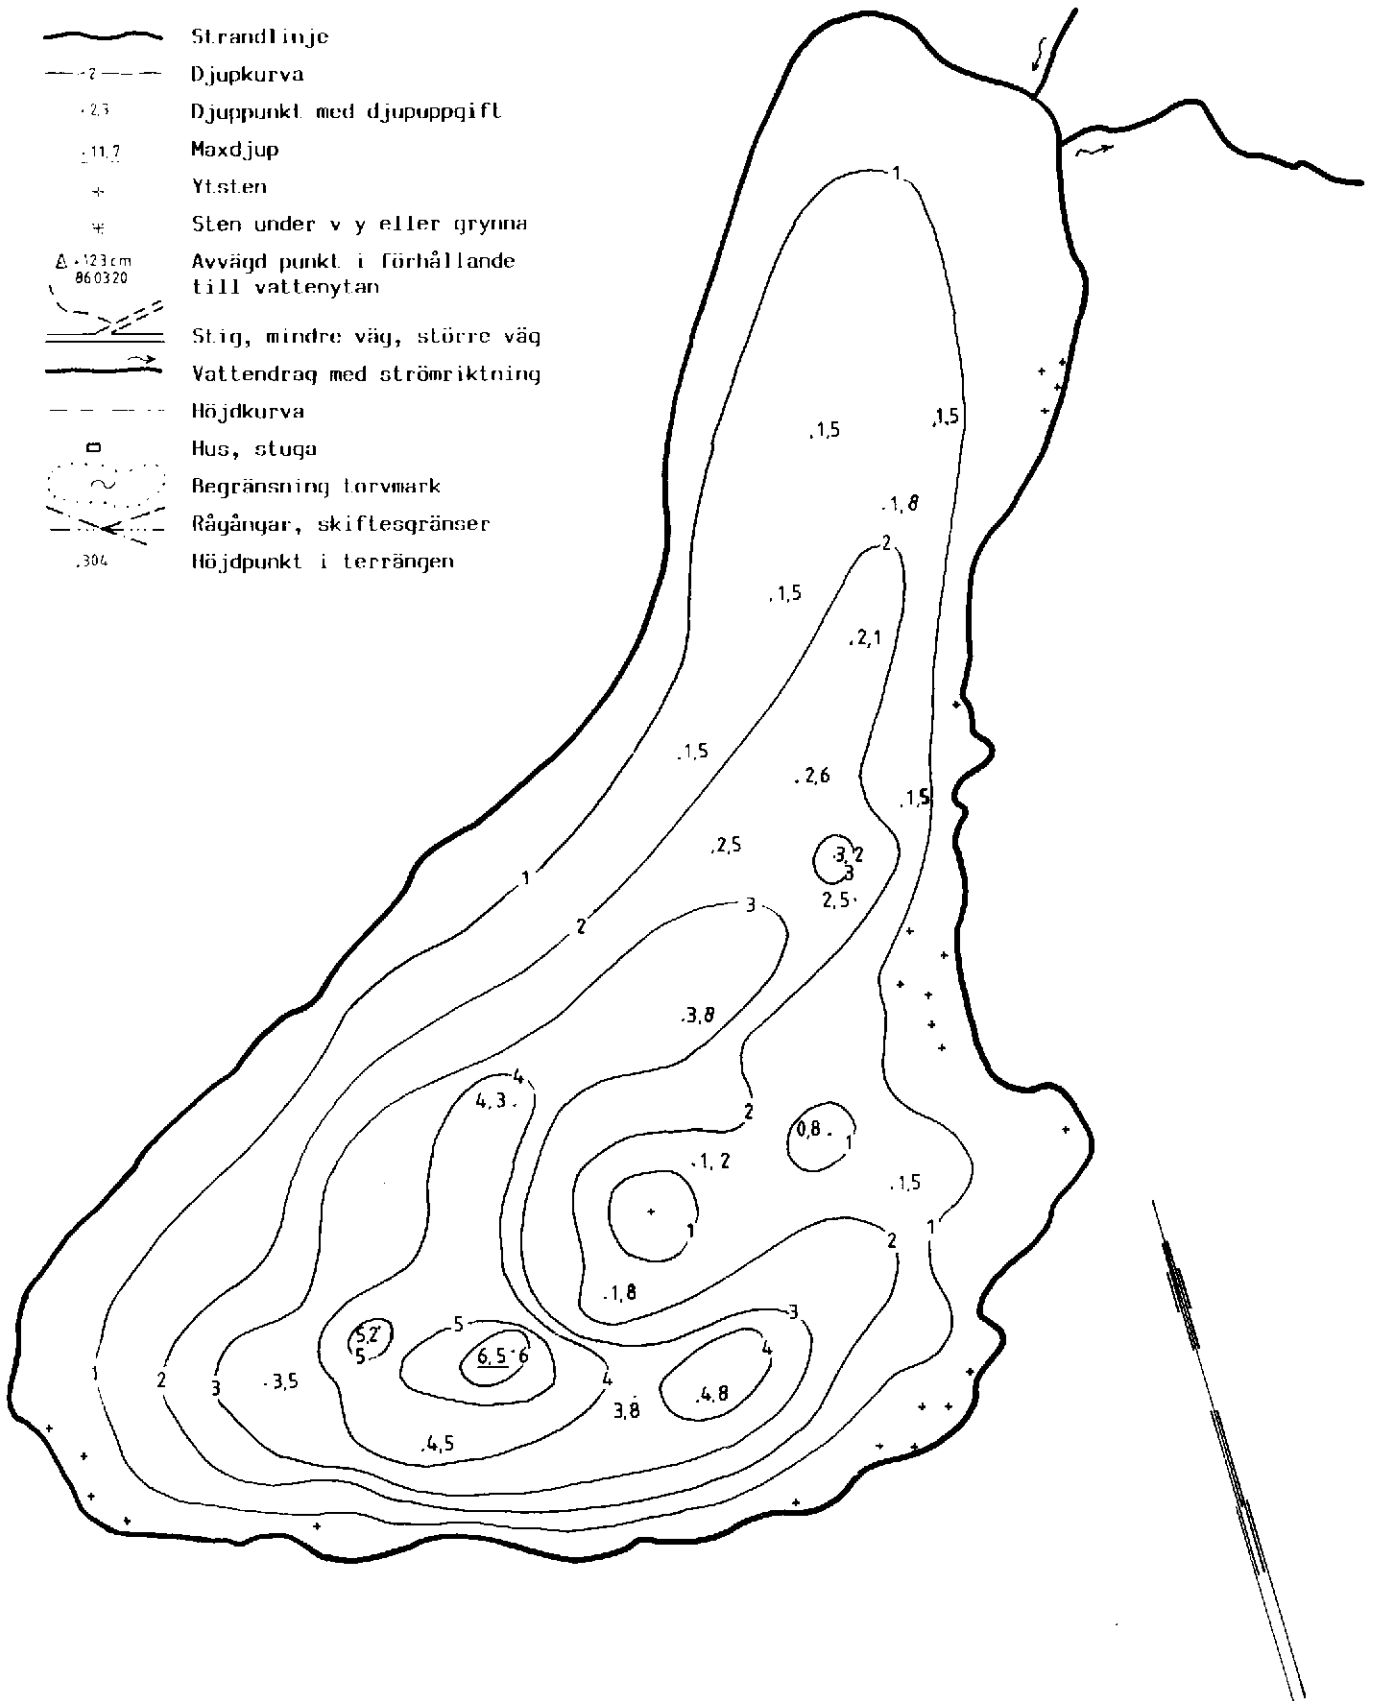 Strandlinje
2 Djupkurva
.2,3 Djuppunkt med djupuppgift
.11,7 Maxdjup
Ytsten
Sten under v y eller grynna
.123cm Avvägd punkt i förhållande
860320 till vattenytan
Stig, mindre väg, större väg
Vattendrag med strömriktning
Höjdkurva
Hus, stuga
Begränsning torvmark
Rågångar, skiftesgränser
.304 Höjdpunkt i terrängen
1
.1,5 .1,5
.1,8
2
.1,5
.2,1
.1,5
.2,6
.1,5
.2,5
.3,2
3
1
2,5.
3
2
.3,8
4
4,3.
2
0,8.
1
.1,2
.1,5
1
1
2
.1,8
3
5
5,2
5
6,5 6
4
1
2
3
.3,5
4
.4,8
3,8
.4,5